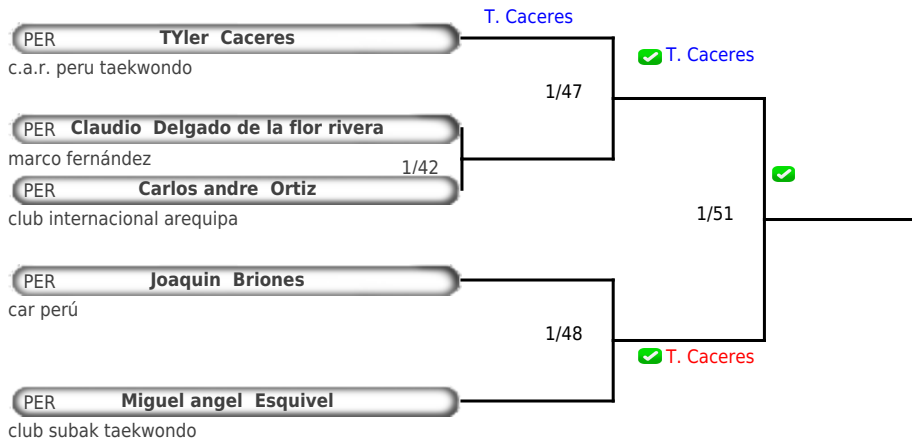 T. Caceres
PER TYler Caceres
c.a.r. peru taekwondo
T. Caceres
1/47
PER Claudio Delgado de la flor rivera
marco fernández
1/42
PER Carlos andre Ortiz
club internacional arequipa
1/51
PER Joaquin Briones
car perú
1/48
T. Caceres
PER Miguel angel Esquivel
club subak taekwondo